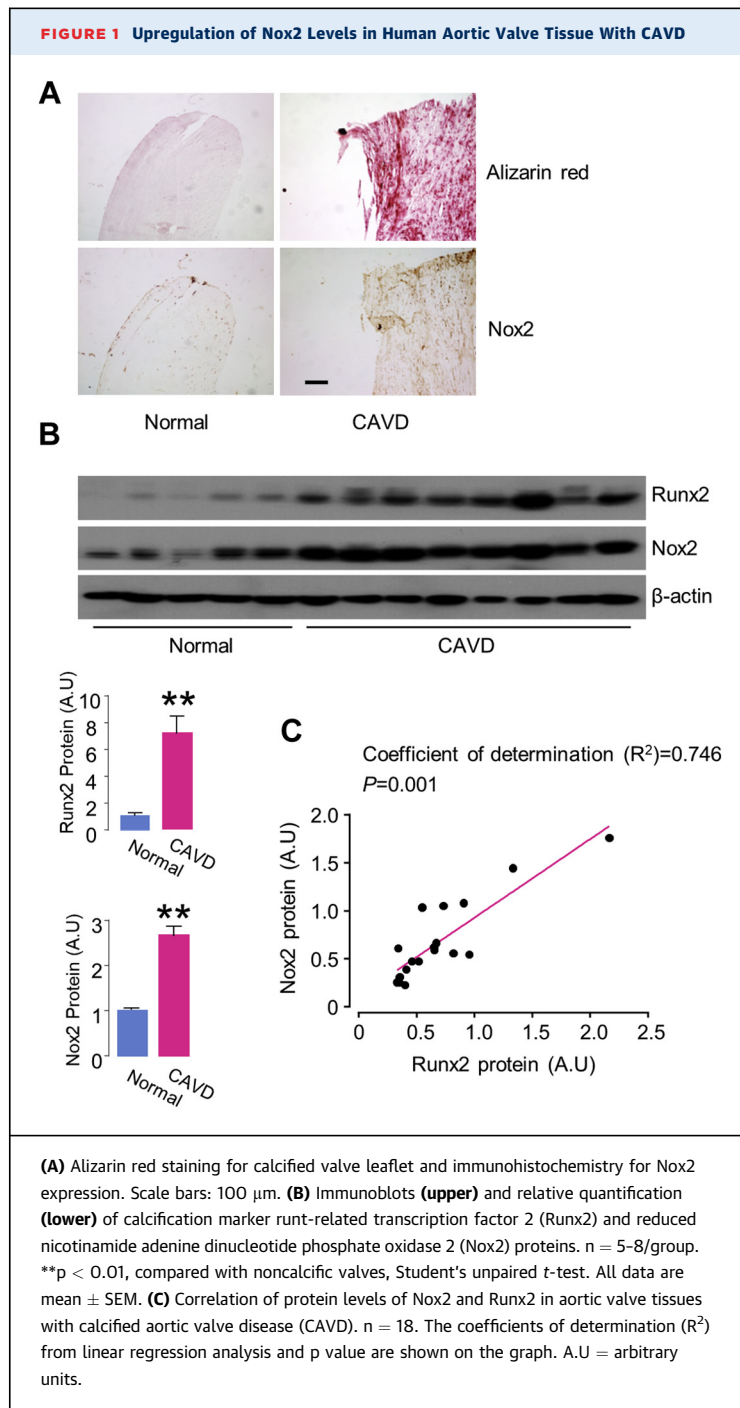 FIGURE 1 Upregulation of Nox2 Levels in Human Aortic Valve Tissue With CAVD
A
Alizarin red
Nox2
Normal CAVD
B
Runx2
Nox2
β-actin
Normal CAVD
Runx2 Protein (A.U)
10
8
6
4
2
0
**
Normal
CAVD
Nox2 Protein (A.U)
3
2
1
0
**
Normal
CAVD
C
Coefficient of determination (R²)=0.746
P=0.001
Nox2 protein (A.U)
2.0
1.5
1.0
0.5
0
0 0.5 1.0 1.5 2.0 2.5
Runx2 protein (A.U)
(A) Alizarin red staining for calcified valve leaflet and immunohistochemistry for Nox2
expression. Scale bars: 100 μm. (B) Immunoblots (upper) and relative quantification
(lower) of calcification marker runt-related transcription factor 2 (Runx2) and reduced
nicotinamide adenine dinucleotide phosphate oxidase 2 (Nox2) proteins. n = 5-8/group.
**p < 0.01, compared with noncalcific valves, Student's unpaired t-test. All data are
mean ± SEM. (C) Correlation of protein levels of Nox2 and Runx2 in aortic valve tissues
with calcified aortic valve disease (CAVD). n = 18. The coefficients of determination (R²)
from linear regression analysis and p value are shown on the graph. A.U = arbitrary
units.